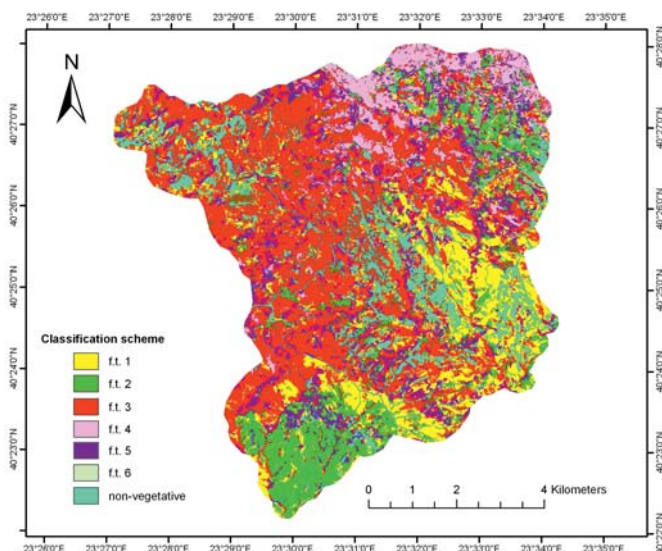 23°26'0"E 23°27'0"E 23°28'0"E 23°29'0"E 23°30'0"E 23°31'0"E 23°32'0"E 23°33'0"E 23°34'0"E 23°35'0"E
N
40°28'0"N
40°27'0"N
40°27'0"N
40°26'0"N
40°26'0"N
40°25'0"N
40°25'0"N
40°24'0"N
40°24'0"N
40°23'0"N
40°23'0"N
40°22'0"N
Classification scheme
f.t. 1
f.t. 2
f.t. 3
f.t. 4
f.t. 5
f.t. 6
non-vegetative
0 1 2 4 Kilometers
23°26'0"E 23°27'0"E 23°28'0"E 23°29'0"E 23°30'0"E 23°31'0"E 23°32'0"E 23°33'0"E 23°34'0"E 23°35'0"E